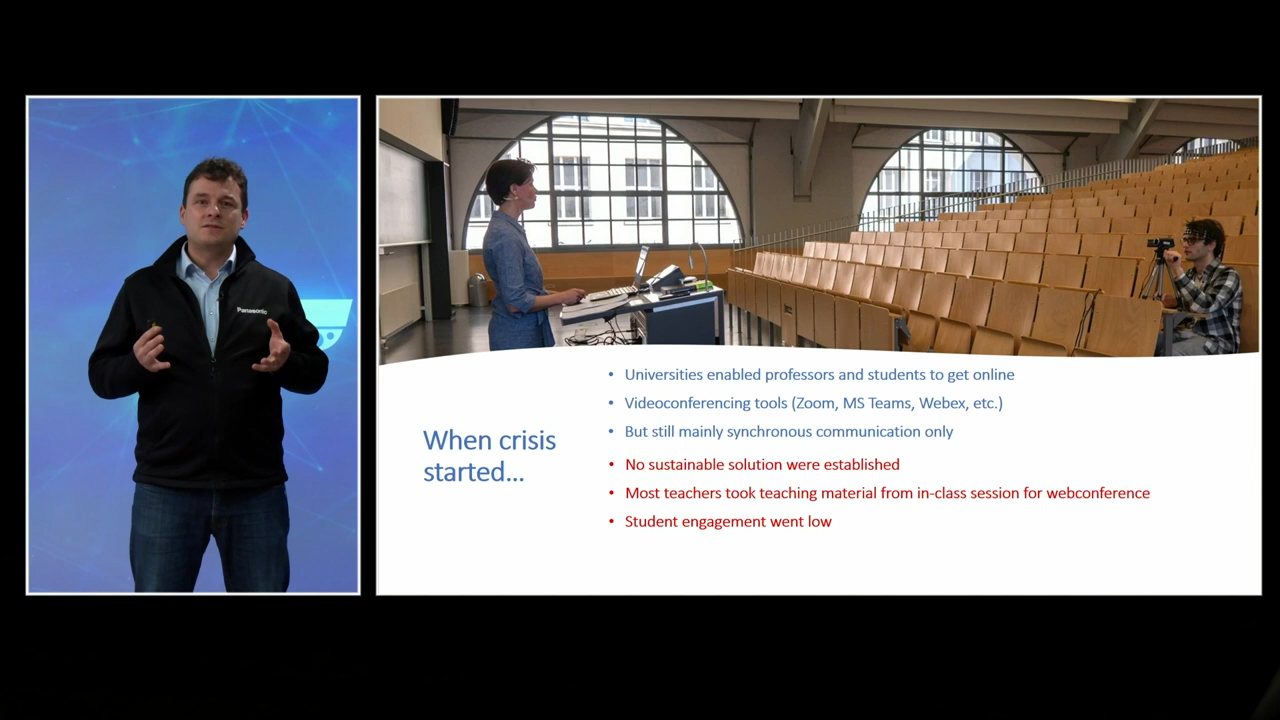 Panasonic
When crisis
started...
• Universities enabled professors and students to get online
• Videoconferencing tools (Zoom, MS Teams, Webex, etc.)
• But still mainly synchronous communication only
• No sustainable solution were established
• Most teachers took teaching material from in-class session for webconference
• Student engagement went low